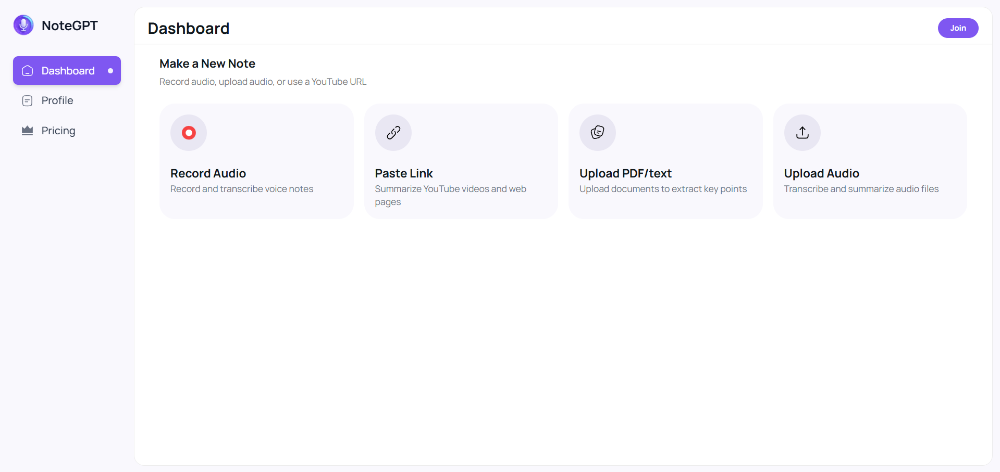 NoteGPT
Dashboard
Profile
Pricing
Dashboard
Join
Make a New Note
Record audio, upload audio, or use a YouTube URL
Record Audio
Record and transcribe voice notes
Paste Link
Summarize YouTube videos and web
pages
Upload PDF/text
Upload documents to extract key points
Upload Audio
Transcribe and summarize audio files